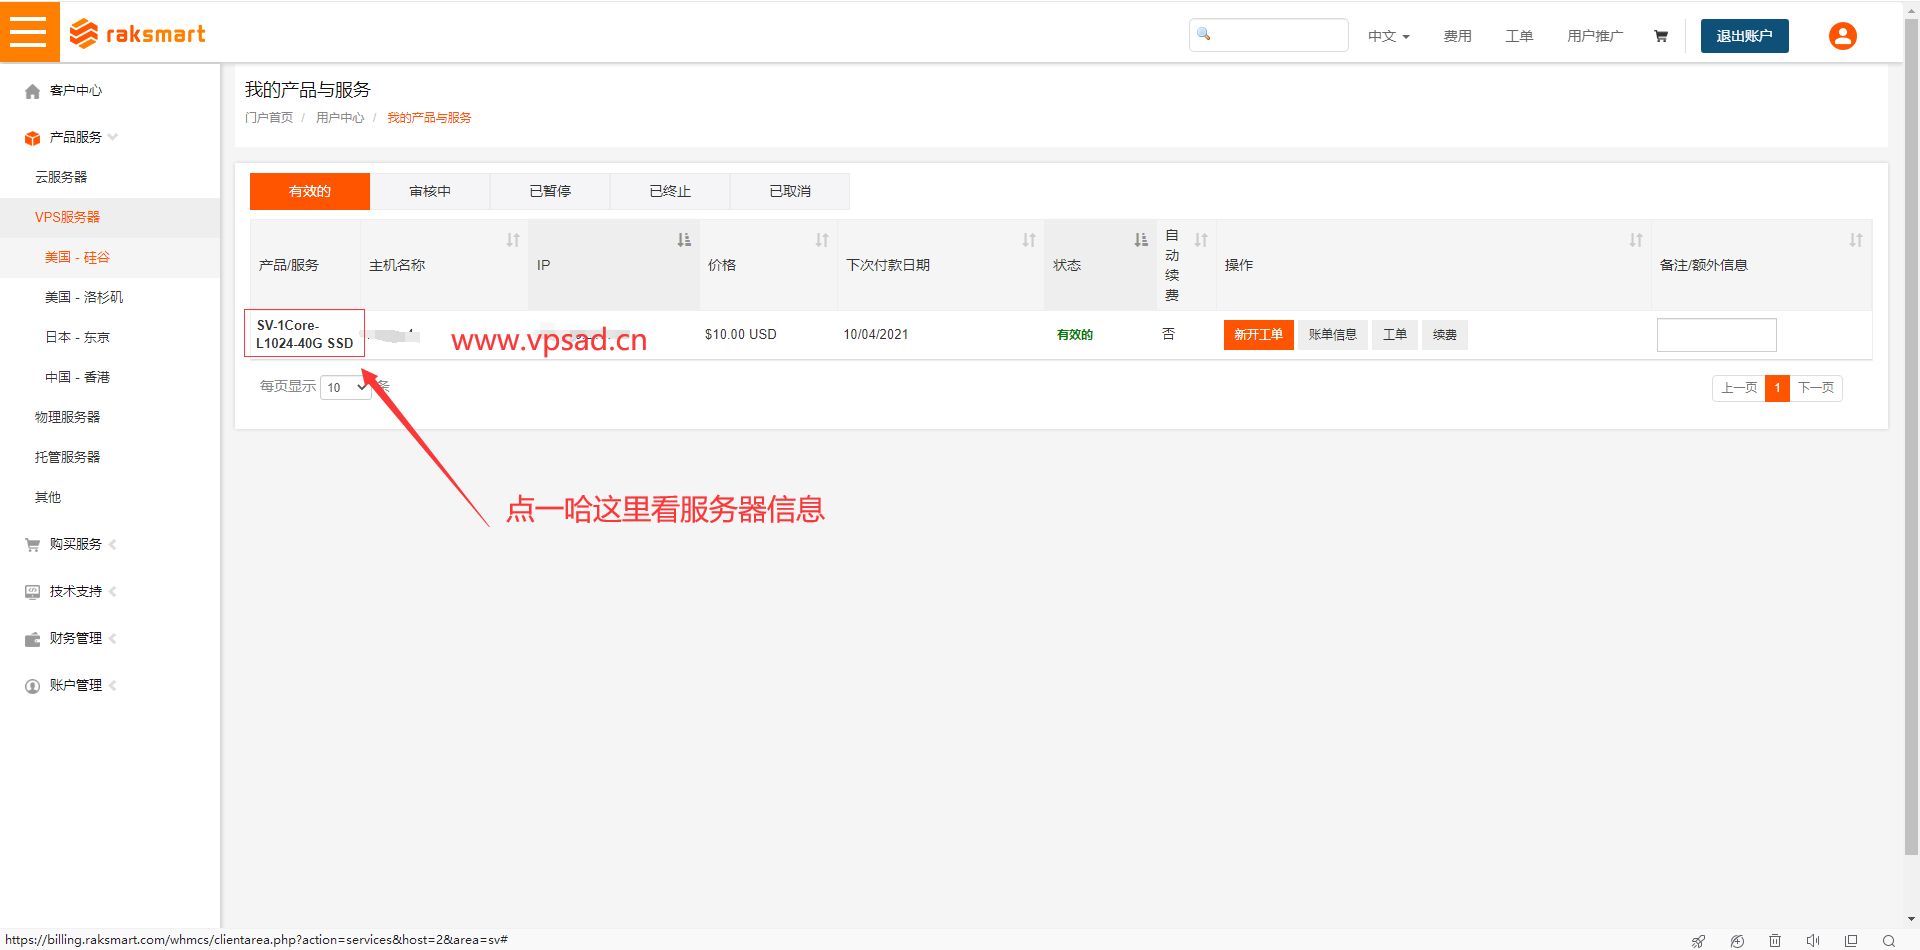 raksmart
中文
费用
工单
用户推广
退出账户
客户中心
产品服务
云服务器
VPS服务器
美国 - 硅谷
美国 - 洛杉矶
日本 - 东京
中国 - 香港
物理服务器
托管服务器
其他
购买服务
技术支持
财务管理
账户管理
我的产品与服务
门户首页 / 用户中心 / 我的产品与服务
有效的
审核中
已暂停
已终止
已取消
产品/服务
主机名称
IP
价格
下次付款日期
状态
自动续费
操作
备注/额外信息
SV-1Core-
L1024-40G SSD
www.vpsad.cn
$10.00 USD
10/04/2021
有效的
否
新开工单
账单信息
工单
续费
每页显示 10 条
上一页 1 下一页
点一哈这里看服务器信息
https://billing.raksmart.com/whmcs/clientarea.php?action=services&host=2&area=sv#